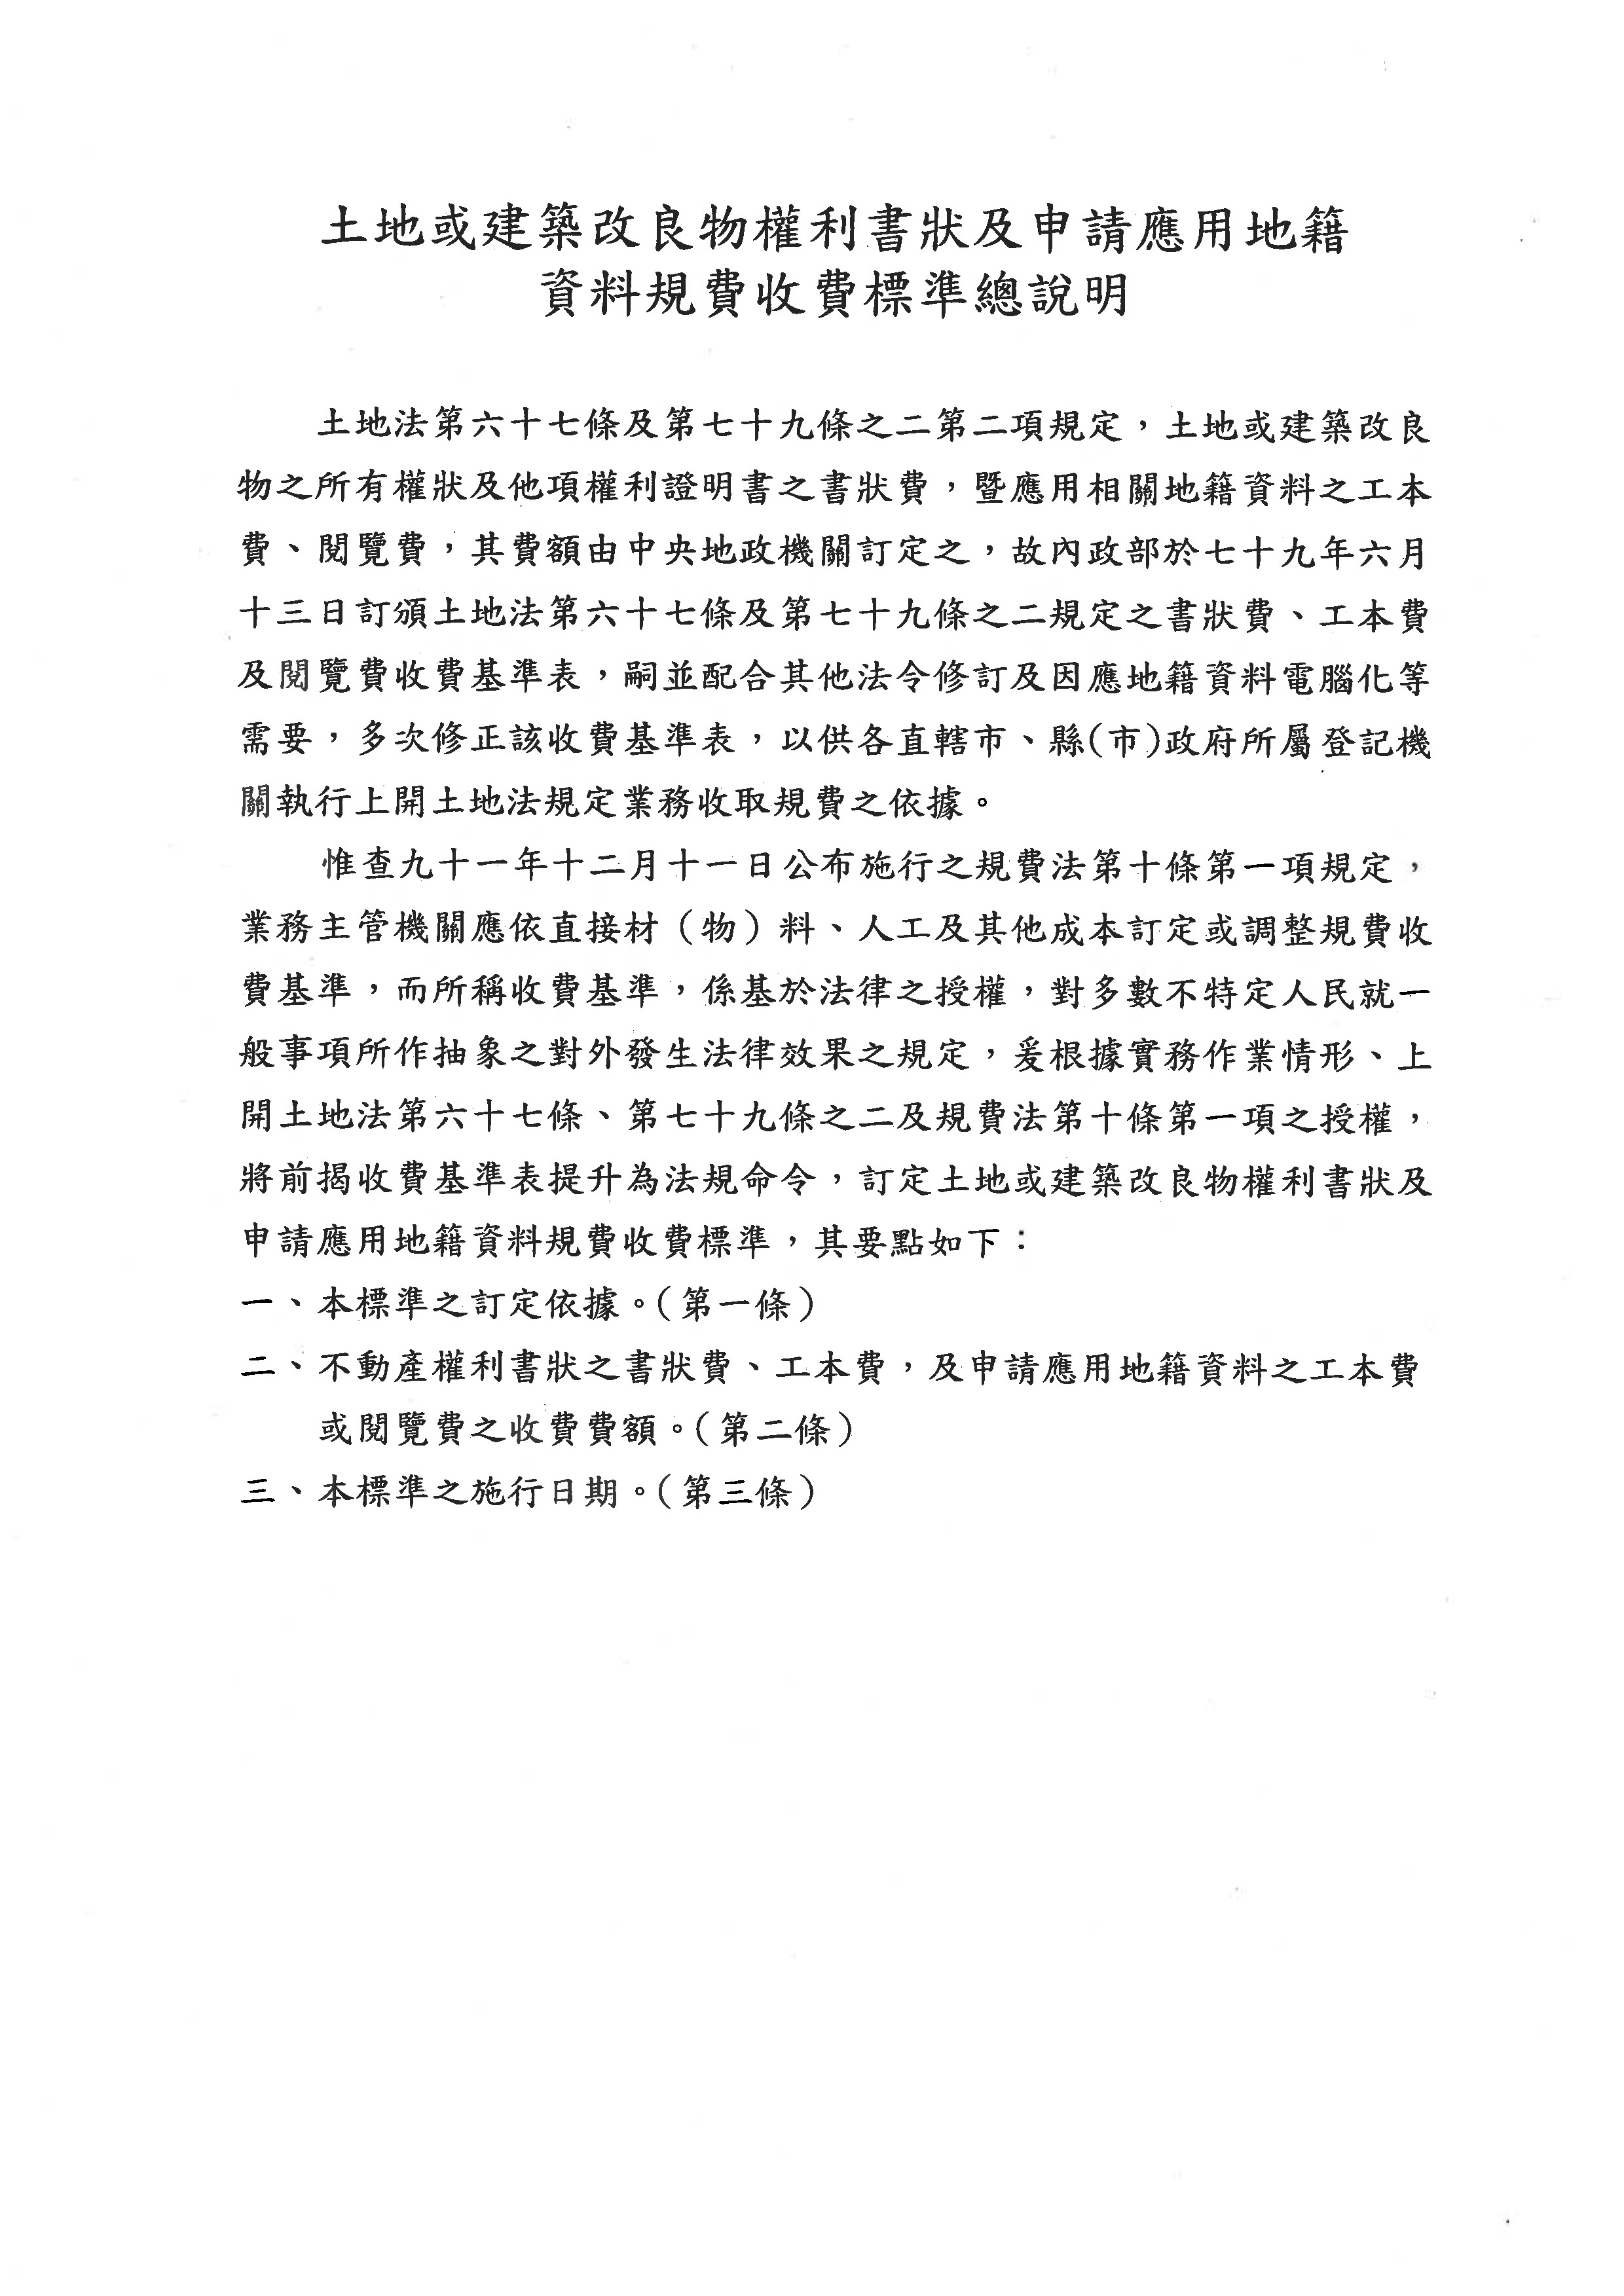 土地或建築改良物權利書狀及申請應用地籍
資料規費收費標準總說明
土地法第六十七條及第七十九條之二第二項規定，土地或建築改良
物之所有權狀及他項權利證明書之書狀費，暨應用相關地籍資料之工本
費、閱覽費，其費額由中央地政機關訂定之，故內政部於七十九年六月
十三日訂頒土地法第六十七條及第七十九條之二規定之書狀費、工本費
及閱覽費收費基準表，嗣並配合其他法令修訂及因應地籍資料電腦化等
需要，多次修正該收費基準表，以供各直轄市、縣(市)政府所屬登記機
關執行上開土地法規定業務收取規費之依據。
惟查九十一年十二月十一日公布施行之規費法第十條第一項規定，
業務主管機關應依直接材（物）料、人工及其他成本訂定或調整規費收
費基準，而所稱收費基準，係基於法律之授權，對多數不特定人民就一
般事項所作抽象之對外發生法律效果之規定，爰根據實務作業情形、上
開土地法第六十七條、第七十九條之二及規費法第十條第一項之授權，
將前揭收費基準表提升為法規命令，訂定土地或建築改良物權利書狀及
申請應用地籍資料規費收費標準，其要點如下：
一、本標準之訂定依據。（第一條）
二、不動產權利書狀之書狀費、工本費，及申請應用地籍資料之工本費
或閱覽費之收費費額。（第二條）
三、本標準之施行日期。（第三條）